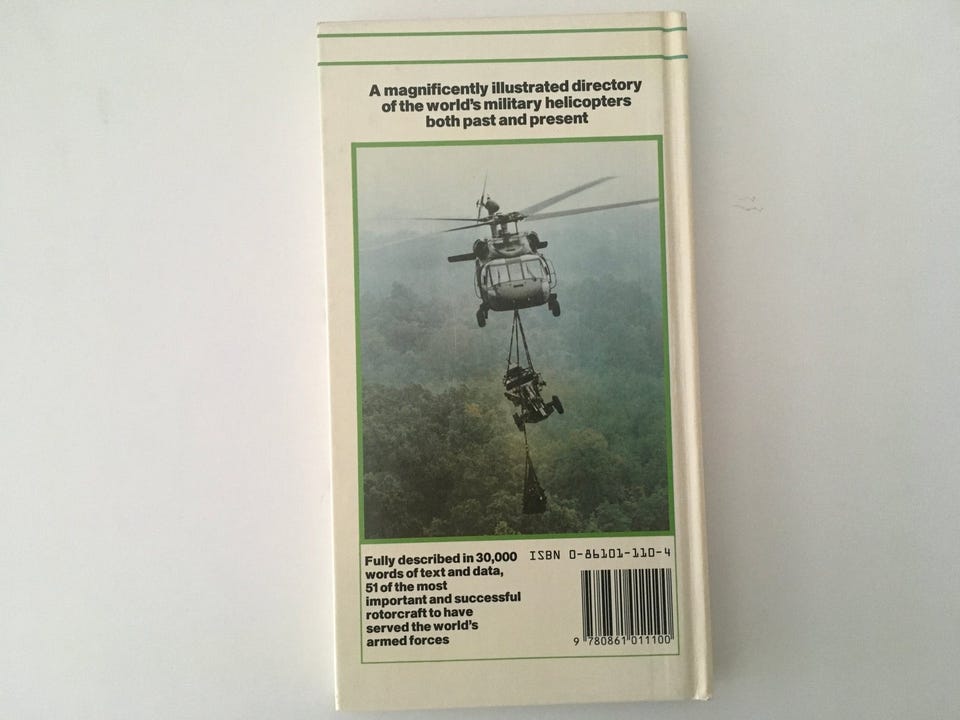 A magnificently illustrated directory
of the world's military helicopters
both past and present
Fully described in 30,000
words of text and data,
51 of the most
important and successful
rotorcraft to have
served the world's
armed forces
ISBN 0-86101-110-4
9 780861 011100